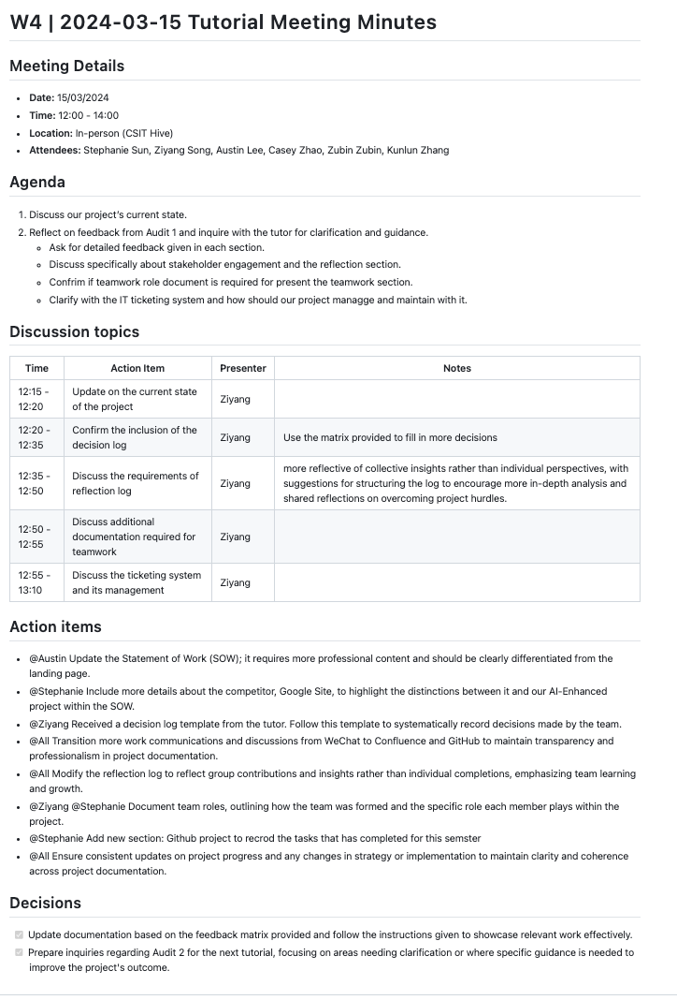 W4 | 2024-03-15 Tutorial Meeting Minutes
Meeting Details
• Date: 15/03/2024
• Time: 12:00 - 14:00
• Location: In-person (CSIT Hive)
• Attendees: Stephanie Sun, Ziyang Song, Austin Lee, Casey Zhao, Zubin Zubin, Kunlun Zhang
Agenda
1. Discuss our project's current state.
2. Reflect on feedback from Audit 1 and inquire with the tutor for clarification and guidance.
◦ Ask for detailed feedback given in each section.
◦ Discuss specifically about stakeholder engagement and the reflection section.
◦ Confrim if teamwork role document is required for present the teamwork section.
◦ Clarify with the IT ticketing system and how should our project managge and maintain with it.
Discussion topics
Time Action Item Presenter Notes
12:15 -
12:20
Update on the current state
of the project
Ziyang
12:20 -
12:35
Confirm the inclusion of the
decision log
Ziyang
Use the matrix provided to fill in more decisions
12:35 -
12:50
Discuss the requirements of
reflection log
Ziyang
more reflective of collective insights rather than individual perspectives, with
suggestions for structuring the log to encourage more in-depth analysis and
shared reflections on overcoming project hurdles.
12:50 -
12:55
Discuss additional
documentation required for
teamwork
Ziyang
12:55 -
13:10
Discuss the ticketing system
and its management
Ziyang
Action items
• @Austin Update the Statement of Work (SOW); it requires more professional content and should be clearly differentiated from the
landing page.
• @Stephanie Include more details about the competitor, Google Site, to highlight the distinctions between it and our AI-Enhanced
project within the SOW.
• @Ziyang Received a decision log template from the tutor. Follow this template to systematically record decisions made by the team.
• @All Transition more work communications and discussions from WeChat to Confluence and GitHub to maintain transparency and
professionalism in project documentation.
• @All Modify the reflection log to reflect group contributions and insights rather than individual completions, emphasizing team learning
and growth.
• @Ziyang @Stephanie Document team roles, outlining how the team was formed and the specific role each member plays within the
project.
• @Stephanie Add new section: Github project to recrod the tasks that has completed for this semster
• @All Ensure consistent updates on project progress and any changes in strategy or implementation to maintain clarity and coherence
across project documentation.
Decisions
Update documentation based on the feedback matrix provided and follow the instructions given to showcase relevant work effectively.
Prepare inquiries regarding Audit 2 for the next tutorial, focusing on areas needing clarification or where specific guidance is needed to
improve the project's outcome.